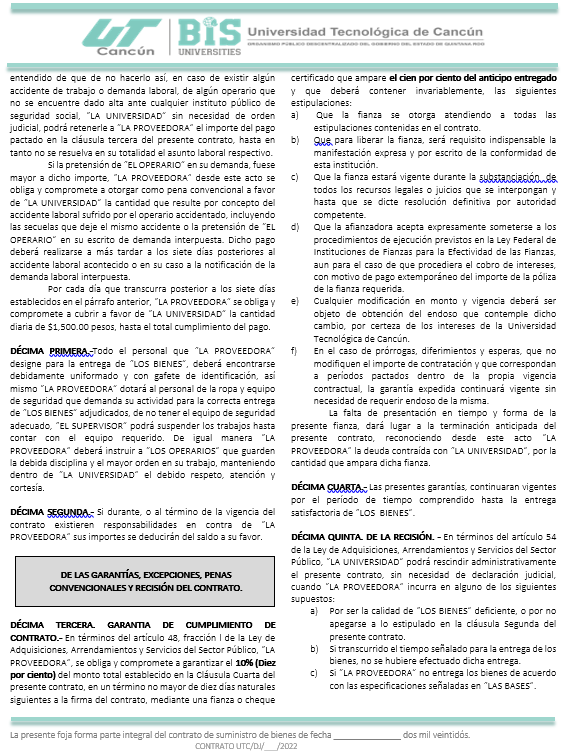 UT
Cancún
BIS
UNIVERSITIES
Universidad Tecnológica de Cancún
ORGANISMO PÚBLICO DESCENTRALIZADO DEL GOBIERNO DEL ESTADO DE QUINTANA ROO
entendido de que de no hacerlo así, en caso de existir algún
accidente de trabajo o demanda laboral, de algún operario que
no se encuentre dado alta ante cualquier instituto público de
seguridad social, “LA UNIVERSIDAD” sin necesidad de orden
judicial, podrá retenerle a “LA PROVEEDORA” el importe del pago
pactado en la cláusula tercera del presente contrato, hasta en
tanto no se resuelva en su totalidad el asunto laboral respectivo.
Si la pretensión de “EL OPERARIO” en su demanda, fuese
mayor a dicho importe, “LA PROVEEDORA” desde este acto se
obliga y compromete a otorgar como pena convencional a favor
de “LA UNIVERSIDAD” la cantidad que resulte por concepto del
accidente laboral sufrido por el operario accidentado, incluyendo
las secuelas que deje el mismo accidente o la pretensión de “EL
OPERARIO” en su escrito de demanda interpuesta. Dicho pago
deberá realizarse a más tardar a los siete días posteriores al
accidente laboral acontecido o en su caso a la notificación de la
demanda laboral interpuesta.
Por cada día que transcurra posterior a los siete días
establecidos en el párrafo anterior, “LA PROVEEDORA” se obliga y
compromete a cubrir a favor de “LA UNIVERSIDAD” la cantidad
diaria de $1,500.00 pesos, hasta el total cumplimiento del pago.
DÉCIMA PRIMERA.-Todo el personal que “LA PROVEEDORA”
designe para la entrega de “LOS BIENES”, deberá encontrarse
debidamente uniformado y con gafete de identificación, así
mismo “LA PROVEEDORA” dotará al personal de la ropa y equipo
de seguridad que demanda su actividad para la correcta entrega
de “LOS BIENES” adjudicados, de no tener el equipo de seguridad
adecuado, “EL SUPERVISOR” podrá suspender los trabajos hasta
contar con el equipo requerido. De igual manera “LA
PROVEEDORA” deberá instruir a “LOS OPERARIOS” que guarden
la debida disciplina y el mayor orden en su trabajo, manteniendo
dentro de “LA UNIVERSIDAD” el debido respeto, atención y
cortesía.
DÉCIMA SEGUNDA.- Si durante, o al término de la vigencia del
contrato existieren responsabilidades en contra de “LA
PROVEEDORA” sus importes se deducirán del saldo a su favor.
DE LAS GARANTÍAS, EXCEPCIONES, PENAS
CONVENCIONALES Y RECISIÓN DEL CONTRATO.
DÉCIMA TERCERA. GARANTIA DE CUMPLIMIENTO DE
CONTRATO.- En términos del artículo 48, fracción I de la Ley de
Adquisiciones, Arrendamientos y Servicios del Sector Público, “LA
PROVEEDORA”, se obliga y compromete a garantizar el 10% (Diez
por ciento) del monto total establecido en la Cláusula Cuarta del
presente contrato, en un término no mayor de diez días naturales
siguientes a la firma del contrato, mediante una fianza o cheque
certificado que ampare el cien por ciento del anticipo entregado
y que deberá contener invariablemente, las siguientes
estipulaciones:
a) Que la fianza se otorga atendiendo a todas las
estipulaciones contenidas en el contrato.
b) Que para liberar la fianza, será requisito indispensable la
manifestación expresa y por escrito de la conformidad de
esta institución.
c) Que la fianza estará vigente durante la substanciación de
todos los recursos legales o juicios que se interpongan y
hasta que se dicte resolución definitiva por autoridad
competente.
d) Que la afianzadora acepta expresamente someterse a los
procedimientos de ejecución previstos en la Ley Federal de
Instituciones de Fianzas para la Efectividad de las Fianzas,
aun para el caso de que procediera el cobro de intereses,
con motivo de pago extemporáneo del importe de la póliza
de la fianza requerida.
e) Cualquier modificación en monto y vigencia deberá ser
objeto de obtención del endoso que contemple dicho
cambio, por certeza de los intereses de la Universidad
Tecnológica de Cancún.
f) En el caso de prórrogas, diferimientos y esperas, que no
modifiquen el importe de contratación y que correspondan
a períodos pactados dentro de la propia vigencia
contractual, la garantía expedida continuará vigente sin
necesidad de requerir endoso de la misma.
La falta de presentación en tiempo y forma de la
presente fianza, dará lugar a la terminación anticipada del
presente contrato, reconociendo desde este acto “LA
PROVEEDORA” la deuda contraída con “LA UNIVERSIDAD”, por la
cantidad que ampara dicha fianza.
DÉCIMA CUARTA.- Las presentes garantías, continuaran vigentes
por el periodo de tiempo comprendido hasta la entrega
satisfactoria de “LOS BIENES”.
DÉCIMA QUINTA. DE LA RECISIÓN. - En términos del artículo 54
de la Ley de Adquisiciones, Arrendamientos y Servicios del Sector
Público, “LA UNIVERSIDAD” podrá rescindir administrativamente
el presente contrato, sin necesidad de declaración judicial,
cuando “LA PROVEEDORA” incurra en alguno de los siguientes
supuestos:
a) Por ser la calidad de “LOS BIENES” deficiente, o por no
apegarse a lo estipulado en la cláusula Segunda del
presente contrato.
b) Si transcurrido el tiempo señalado para la entrega de los
bienes, no se hubiere efectuado dicha entrega.
c) Si “LA PROVEEDORA” no entrega los bienes de acuerdo
con las especificaciones señaladas en “LAS BASES”.
La presente foja forma parte integral del contrato de suministro de bienes de fecha ________________ dos mil veintidós.
CONTRATO UTC/DJ/___/2022